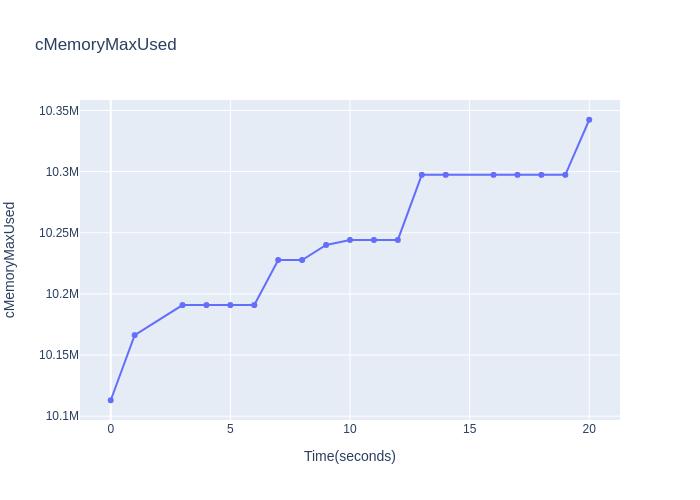 cMemoryMaxUsed
10.35M
10.3M
10.25M
10.2M
10.15M
10.1M
cMemoryMaxUsed
0 5 10 15 20
Time(seconds)